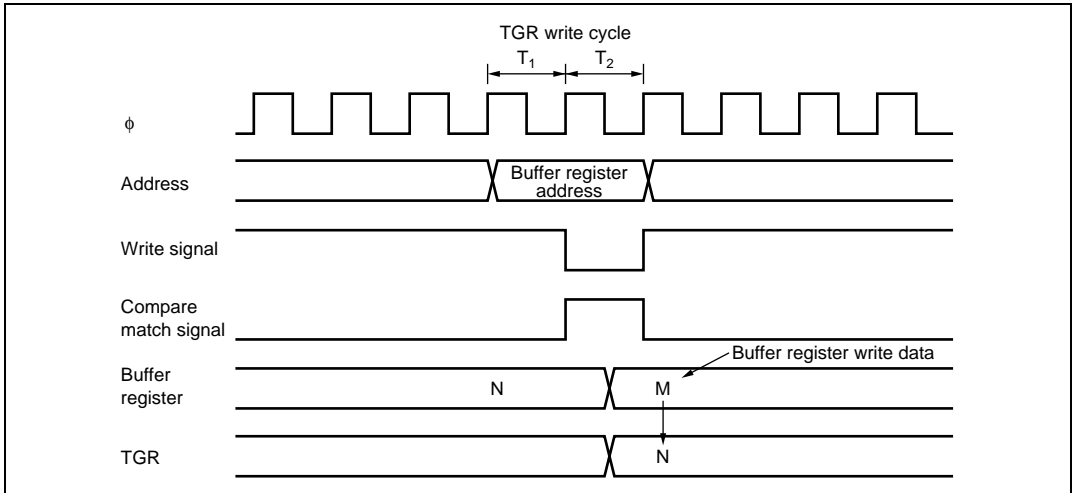 TGR write cycle
T1 T2
φ
Address
Buffer register
address
Write signal
Compare
match signal
Buffer register write data
Buffer
register
N
M
TGR
N